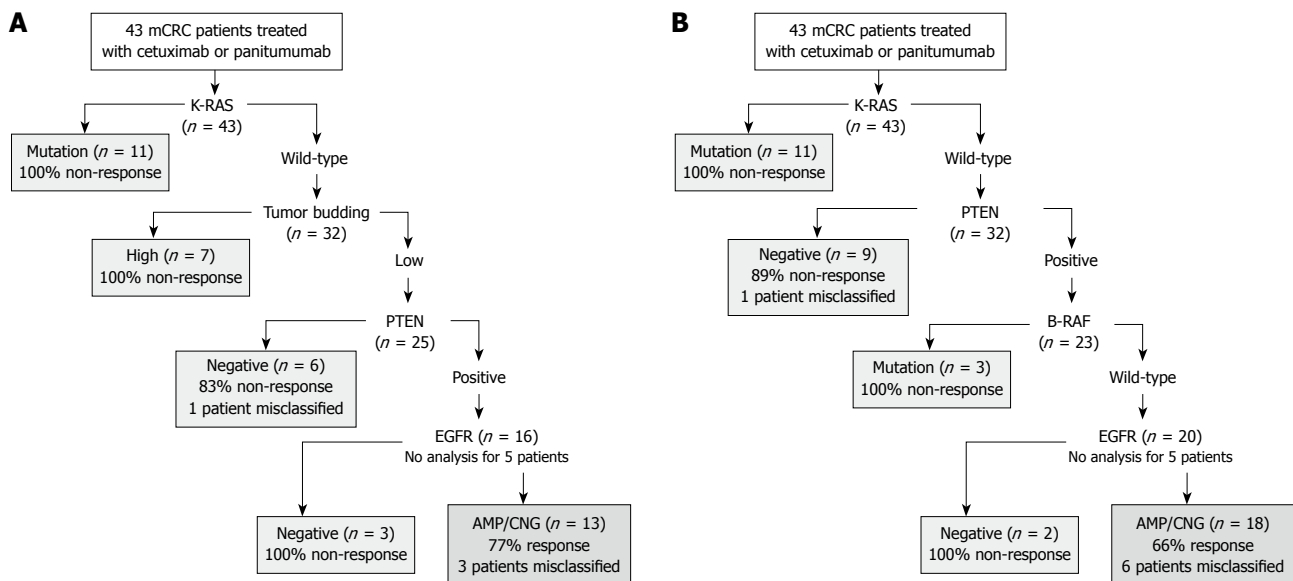 A
43 mCRC patients treated
with cetuximab or panitumumab
K-RAS
(n = 43)
Mutation (n = 11)
100% non-response
Wild-type
Tumor budding
(n = 32)
High (n = 7)
100% non-response
Low
PTEN
(n = 25)
Negative (n = 6)
83% non-response
1 patient misclassified
Positive
EGFR (n = 16)
No analysis for 5 patients
Negative (n = 3)
100% non-response
AMP/CNG (n = 13)
77% response
3 patients misclassified
B
43 mCRC patients treated
with cetuximab or panitumumab
K-RAS
(n = 43)
Mutation (n = 11)
100% non-response
Wild-type
PTEN
(n = 32)
Negative (n = 9)
89% non-response
1 patient misclassified
Positive
B-RAF
(n = 23)
Mutation (n = 3)
100% non-response
Wild-type
EGFR (n = 20)
No analysis for 5 patients
Negative (n = 2)
100% non-response
AMP/CNG (n = 18)
66% response
6 patients misclassified